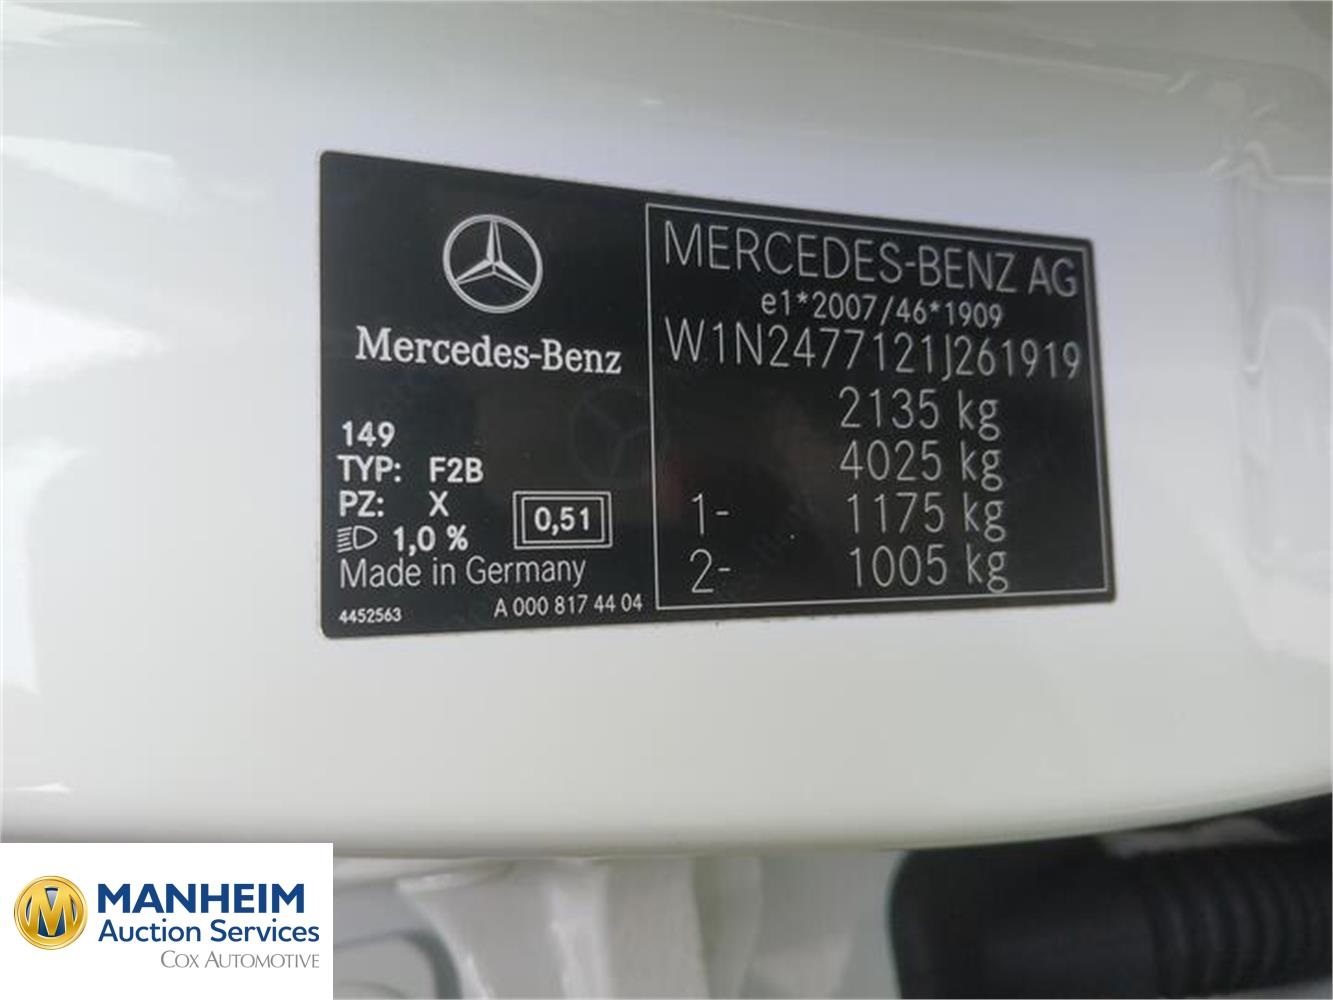 Mercedes-Benz
149
TYP: F2B
PZ: X
1,0 %
0,51
Made in Germany
4452563
A 000 817 44 04
MERCEDES-BENZ AG
e1*2007/46*1909
W1N2477121J261919
2135 kg
4025 kg
1- 1175 kg
2- 1005 kg
MANHEIM
Auction Services
COX AUTOMOTIVE